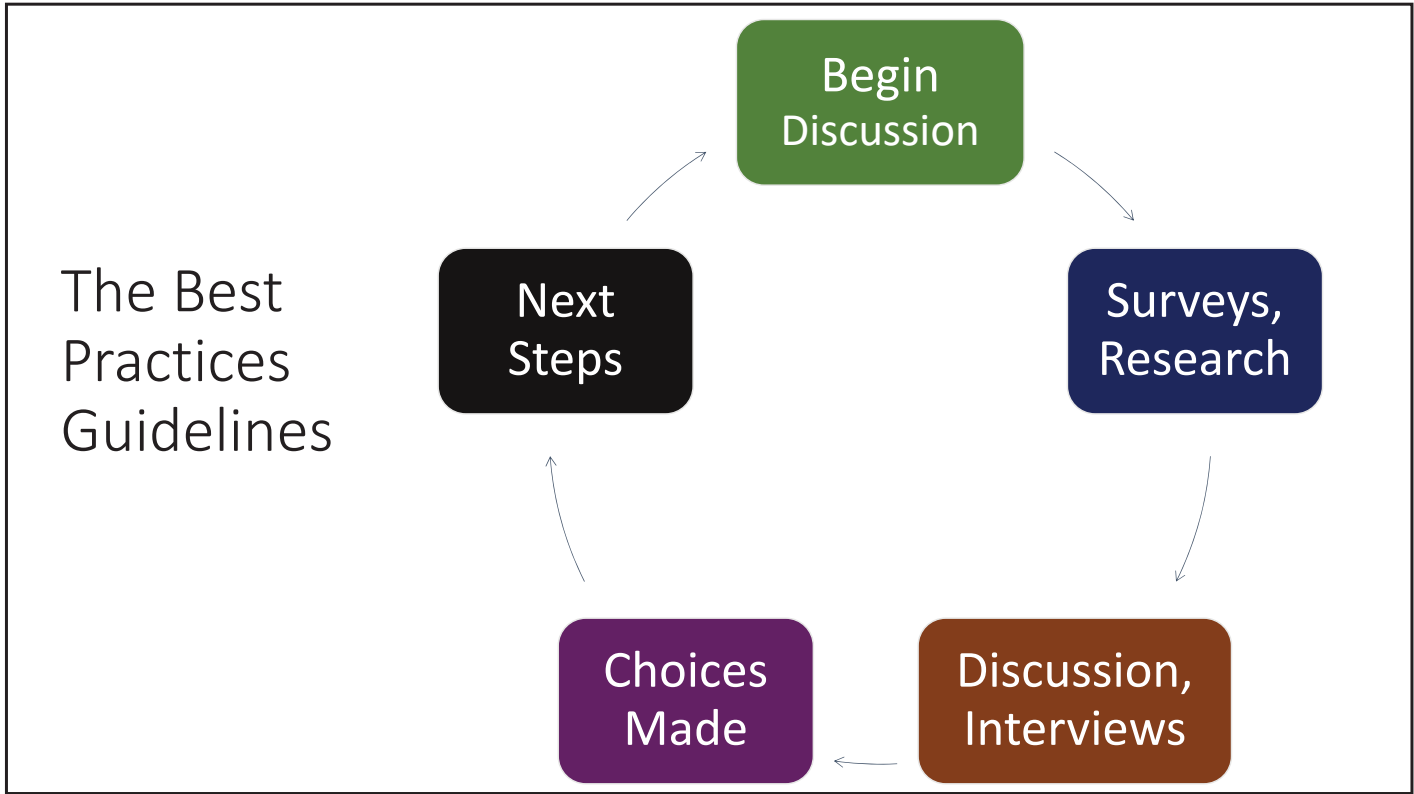 The Best
Practices
Guidelines
Begin
Discussion
Surveys,
Research
Discussion,
Interviews
Choices
Made
Next
Steps